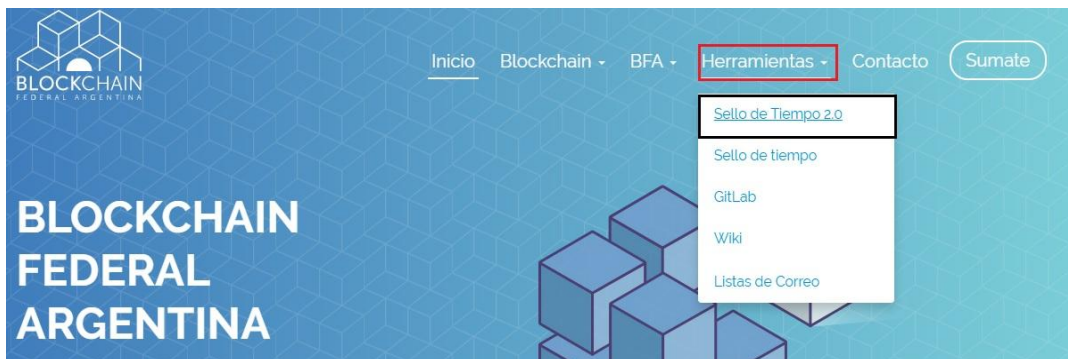 BLOCKCHAIN
FEDERAL ARGENTINA
Inicio Blockchain BFA Herramientas Contacto Sumate
Sello de Tiempo 2.0
Sello de tiempo
GitLab
Wiki
Listas de Correo
BLOCKCHAIN
FEDERAL
ARGENTINA